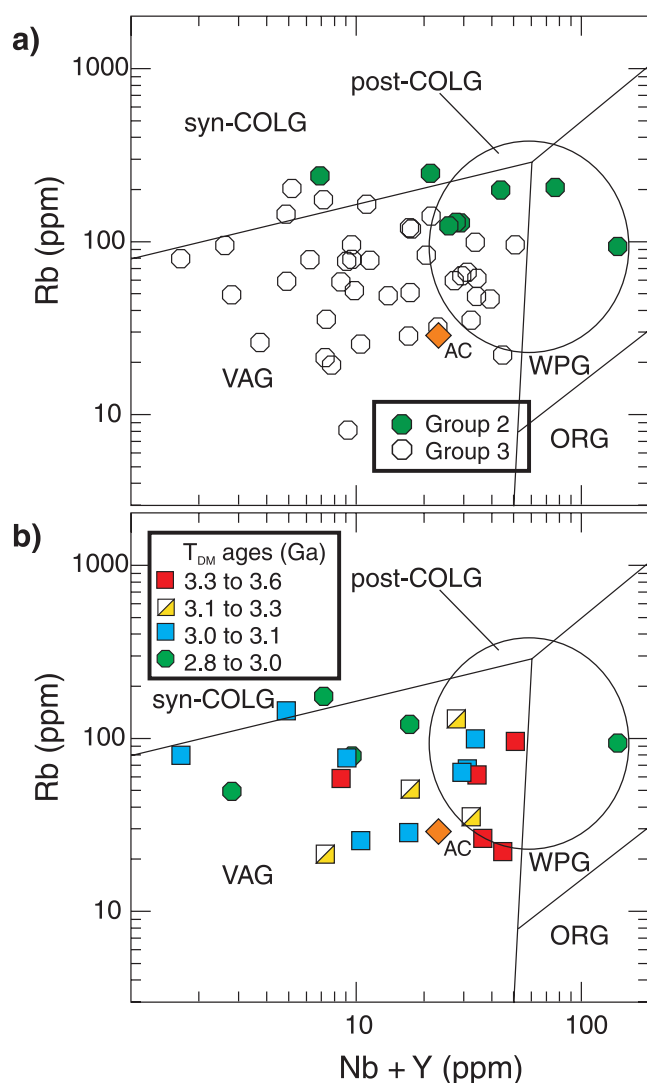 a)
1000
post-COLG
syn-COLG
100
Rb (ppm)
AC
VAG
WPG
10
Group 2
ORG
Group 3
b)
T_DM ages (Ga)
1000
3.3 to 3.6
post-COLG
3.1 to 3.3
3.0 to 3.1
2.8 to 3.0
syn-COLG
100
Rb (ppm)
AC
VAG
WPG
10
ORG
10
100
Nb + Y (ppm)